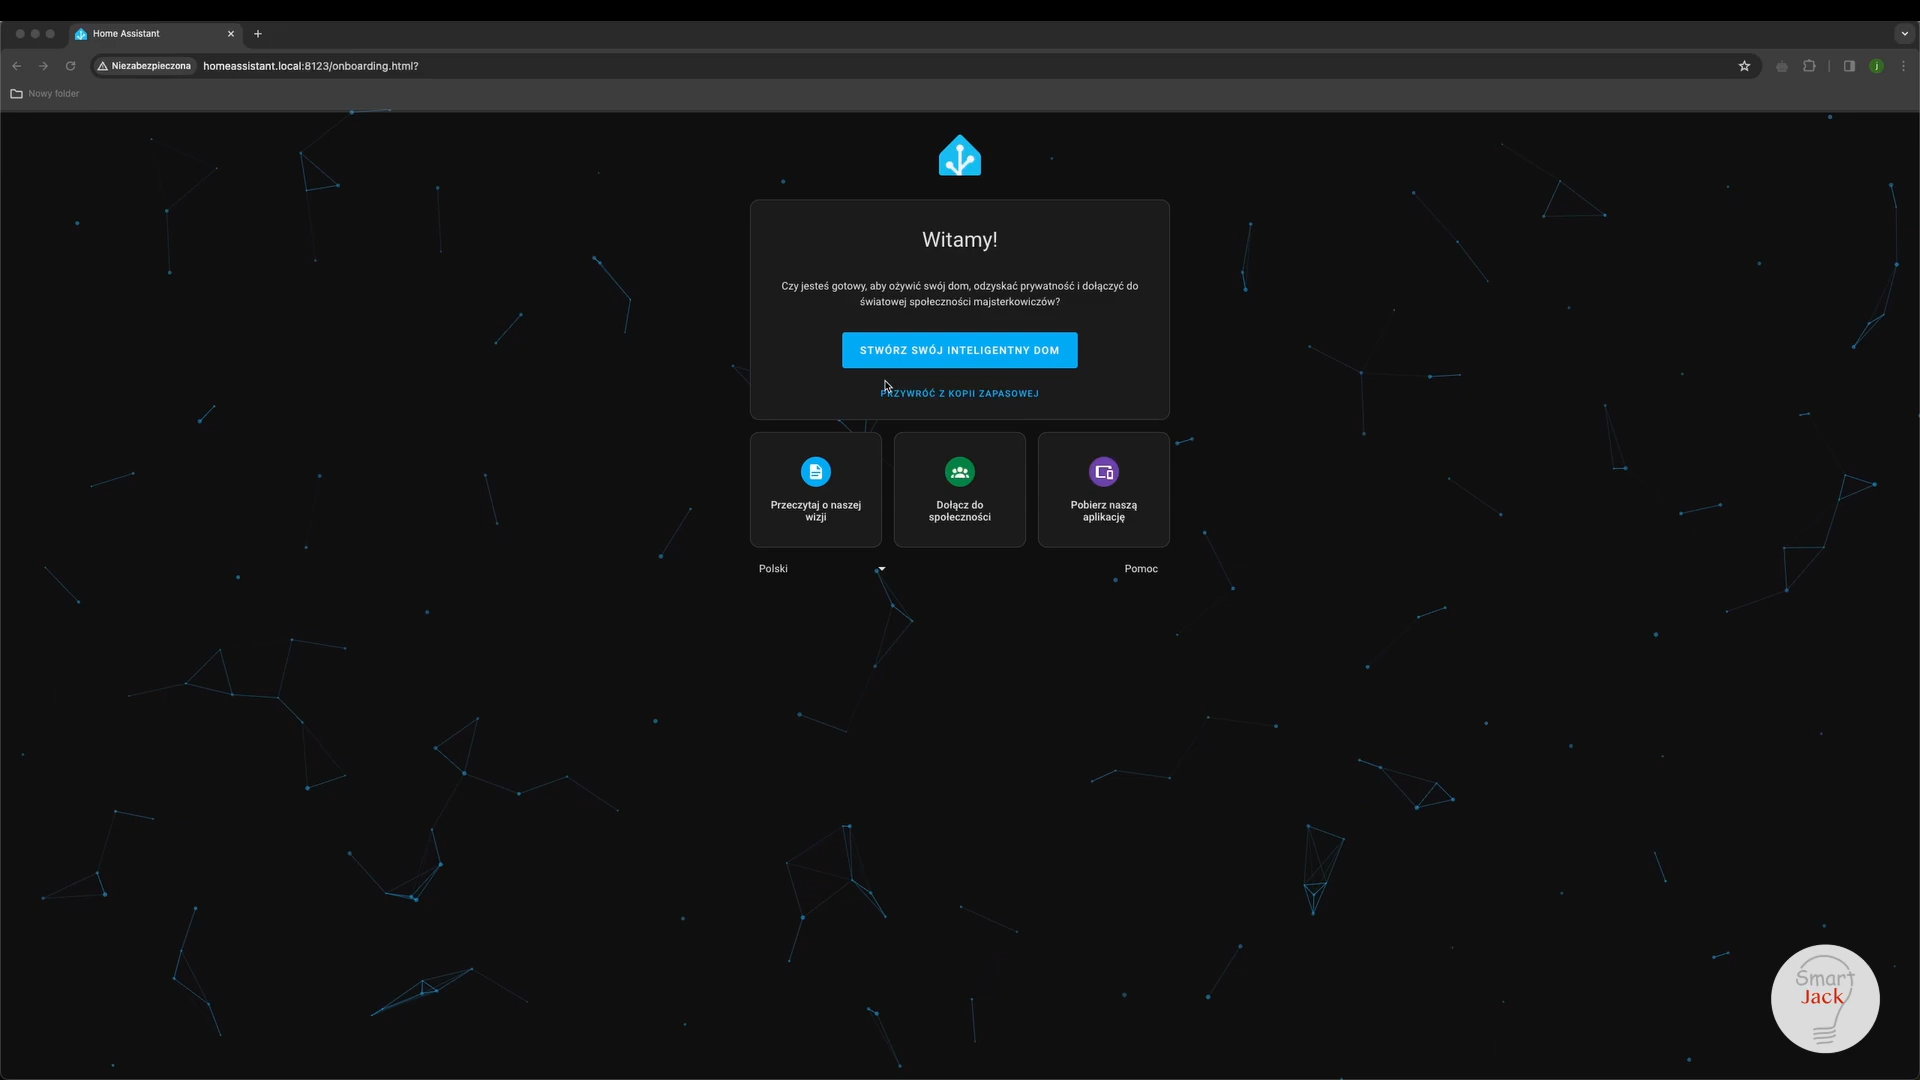 Home Assistant
Niezabezpieczona
homeassistant.local:8123/onboarding.html?
j
Nowy folder
Witamy!
Czy jesteś gotowy, aby ożywić swój dom, odzyskać prywatność i dołączyć do
światowej społeczności majsterkowiczów?
STWÓRZ SWÓJ INTELIGENTNY DOM
PRZYWRÓĆ Z KOPII ZAPASOWEJ
Przeczytaj o naszej
wizji
Dołącz do
społeczności
Pobierz naszą
aplikację
Polski
Pomoc
Smart
Jack